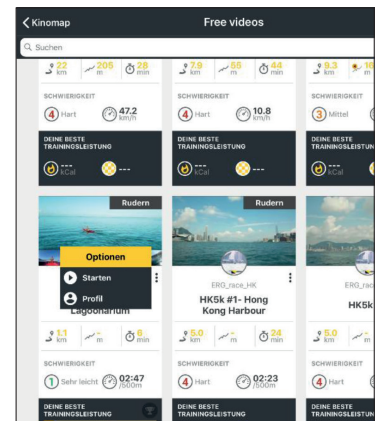 Kinomap
Free videos
Suchen
22 km 205 m 28 min
7.9 km 55 m 44 min
9.3 km
SCHWIERIGKEIT
SCHWIERIGKEIT
SCHWIERIGKEIT
4 Hart 47.2 km/h
4 Hart 10.8 km/h
3 Mittel
DEINE BESTE
TRAININGSLEISTUNG
DEINE BESTE
TRAININGSLEISTUNG
DEINE BESTE
TRAININGSLEISTUNG
--- kCal ---
--- kCal ---
--- kCal
Rudern
Rudern
Optionen
Starten
Profil
Lagoonarium
ERG_race_HK
HK5k #1- Hong
Kong Harbour
ERG_rac
HK5k
1.1 km - m 6 min
5.0 km - m 24 min
5.0 km - m
SCHWIERIGKEIT
SCHWIERIGKEIT
SCHWIERIGKEIT
1 Sehr leicht 02:47 /500m
4 Hart 02:23 /500m
4 Hart
DEINE BESTE
TRAININGSLEISTUNG
DEINE BESTE
TRAININGSLEISTUNG
DEINE BESTE
TRAININGSLEISTUNG